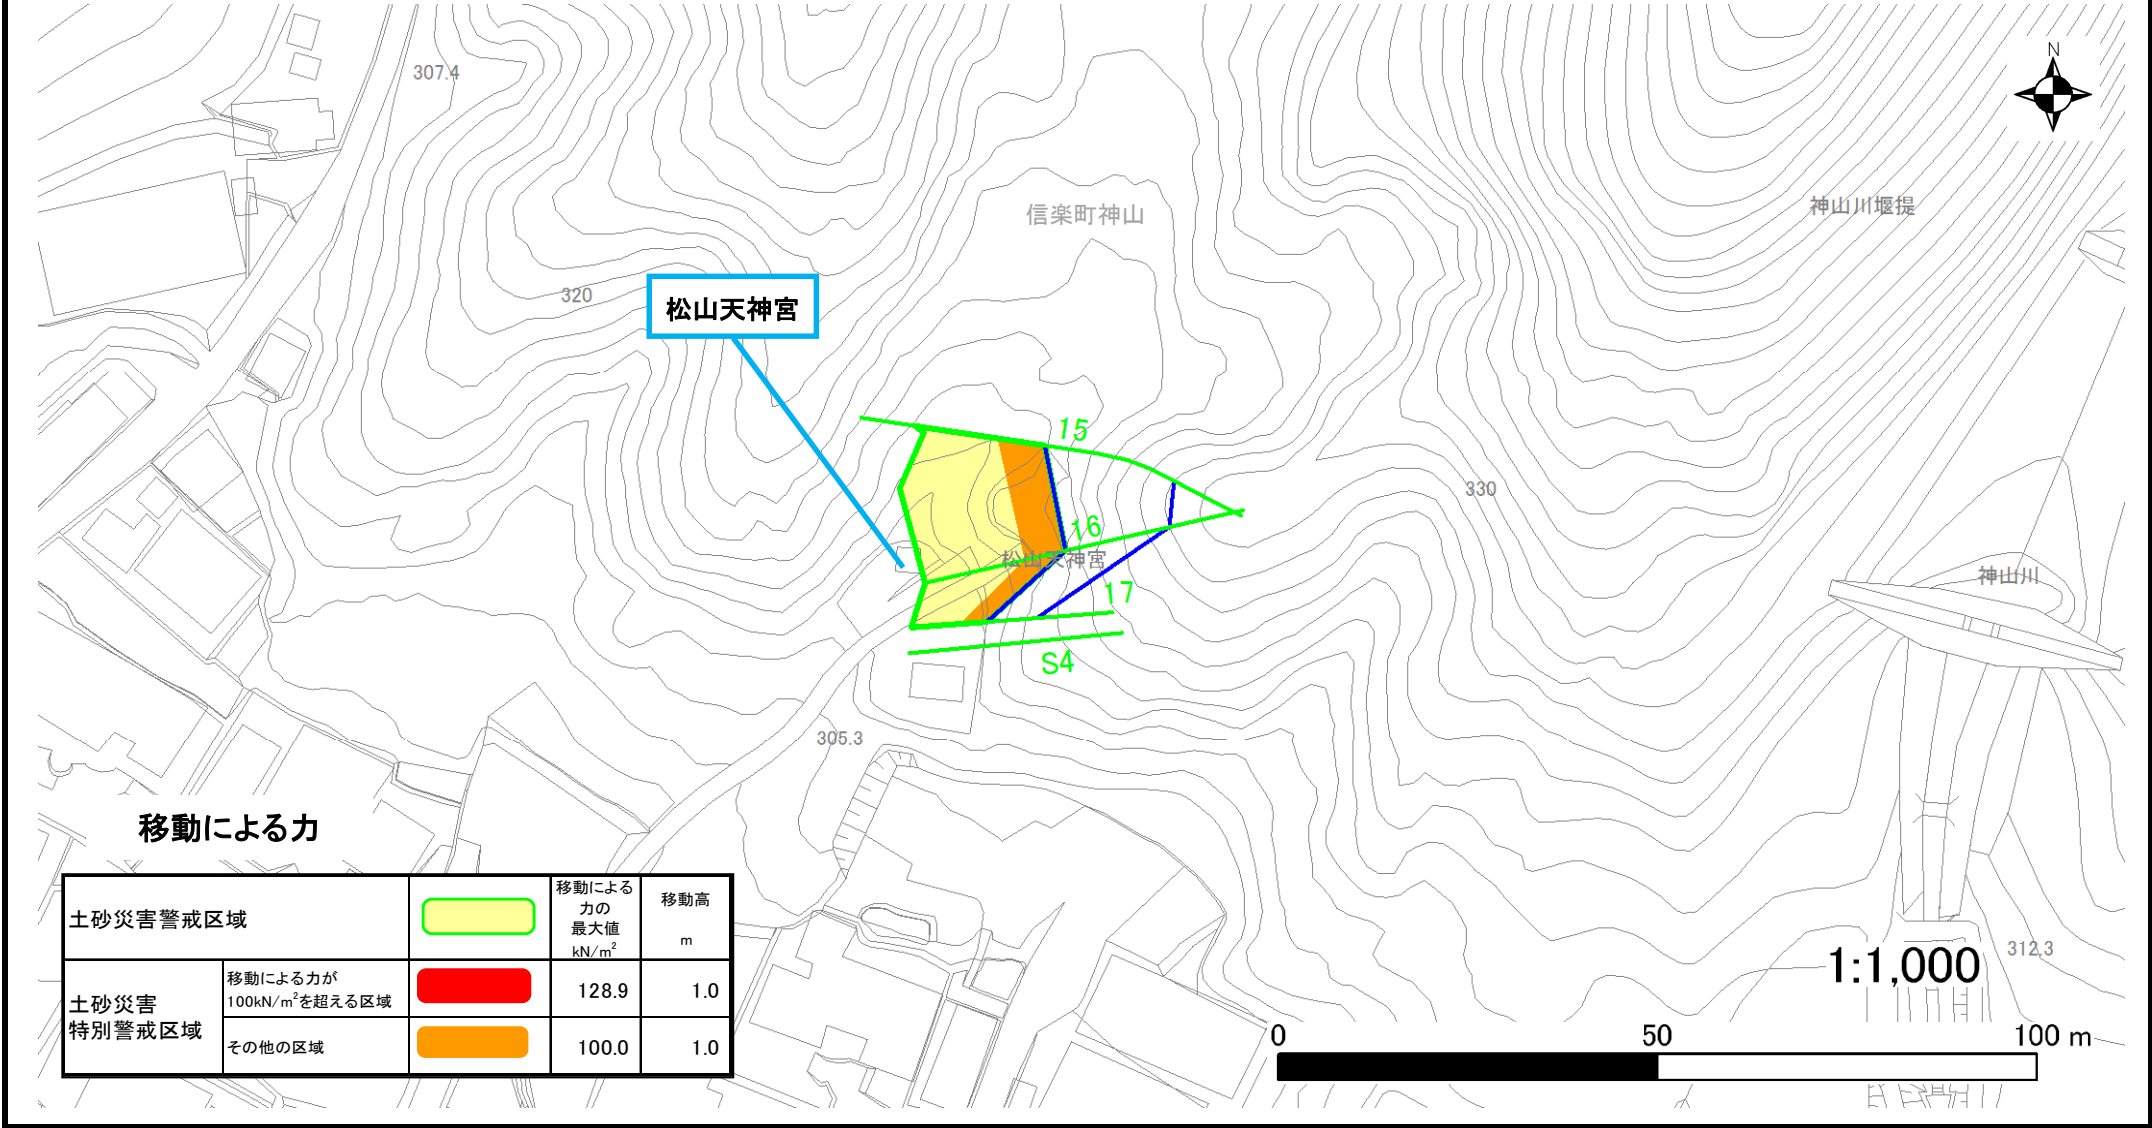 307.4
N
信楽町神山
神山川堰提
320
松山天神宮
15
330
16
松山天神宮
神山川
17
S4
305.3
移動による力
土砂災害警戒区域
移動による
力の
最大値
kN/m²
移動高
m
土砂災害
特別警戒区域
移動による力が
100kN/m²を超える区域
128.9
1.0
その他の区域
100.0
1.0
1:1,000
312.3
0
50
100 m